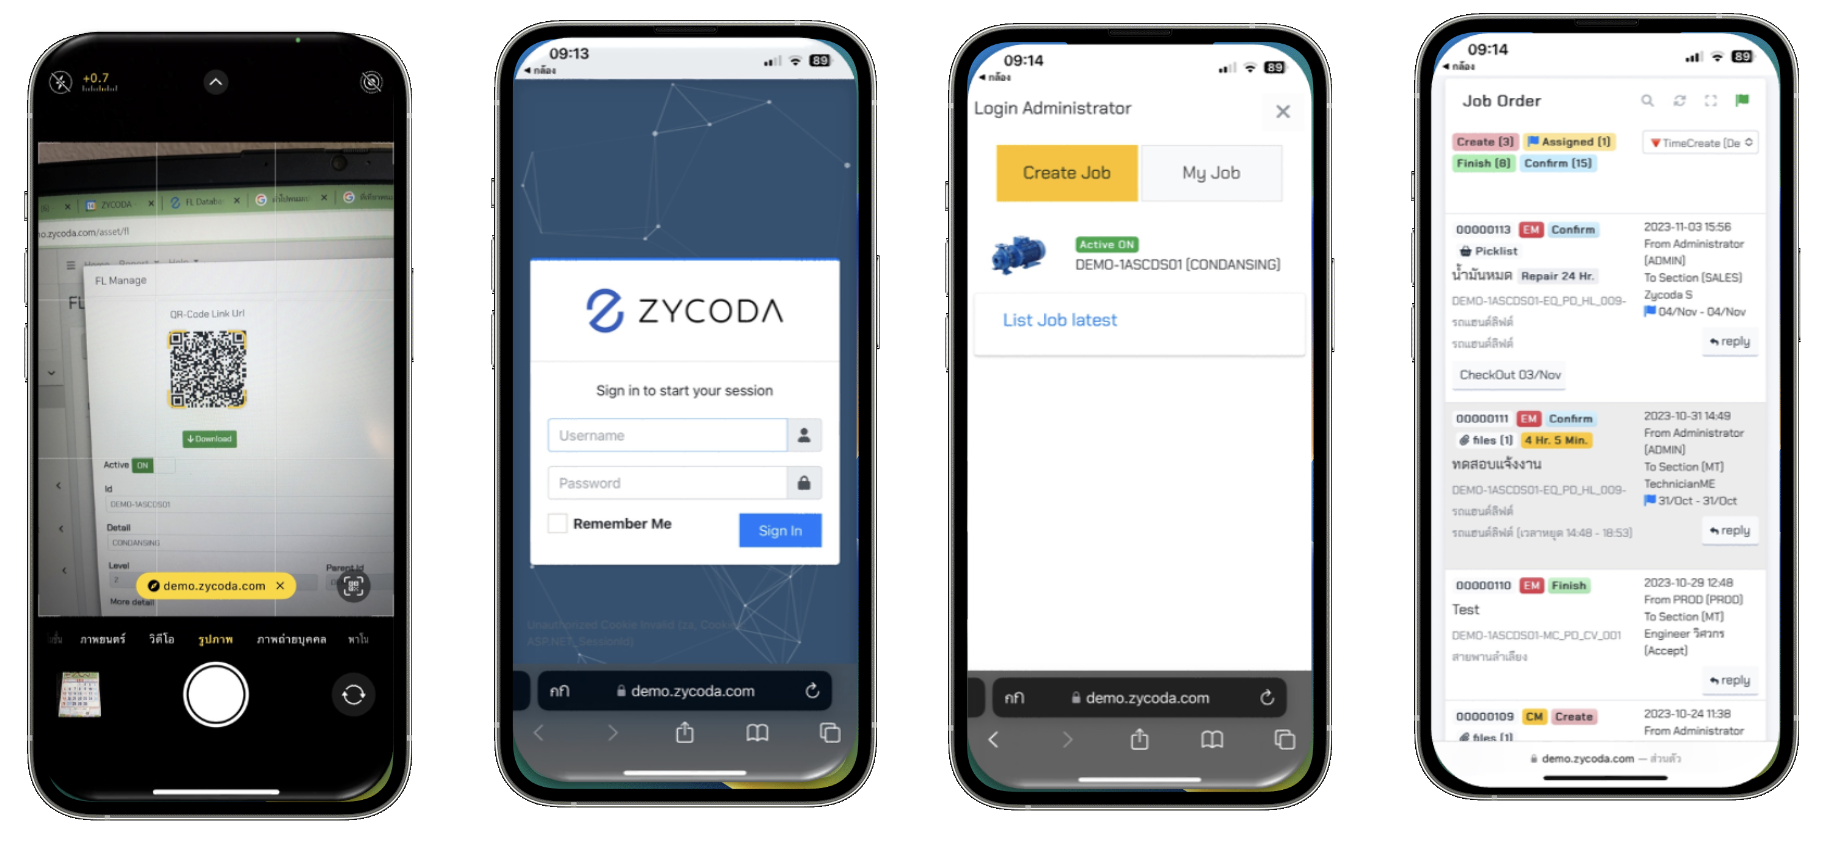 +0.7
ZYCODA
FL Databa
mo.zycoda.com/asset/fl
FL Manage
QR-Code Link Url
Download
Active ON
Id
DEMO-1ASCDS01
Detail
CONDANSING
Level
2
Parent Id
More detail
demo.zycoda.com
ภาพยนตร์ วิดีโอ รูปภาพ ภาพถ่ายบุคคล พาโน
09:13
89
กล้อง
ZYCODA
Sign in to start your session
Username
Password
Remember Me
Sign In
Unauthorized Cookie Invalid (za, Cookie,
ASP.NET_SessionId)
กก demo.zycoda.com
09:14
89
กล้อง
Login Administrator
Create Job My Job
Active ON
DEMO-1ASCDS01 (CONDANSING)
List Job latest
กก demo.zycoda.com
09:14
89
กล้อง
Job Order
Create (3) Assigned (1)
TimeCreate (De
Finish (8) Confirm (15)
00000113 EM Confirm
Picklist
น้ำมันหมด Repair 24 Hr.
DEMO-1ASCDS01-EQ_PD_HL_009-
รถแฮนด์ลิฟต์
รถแฮนด์ลิฟต์
CheckOut 03/Nov
2023-11-03 15:56
From Administrator
(ADMIN)
To Section (SALES)
Zycoda S
04/Nov - 04/Nov
reply
00000111 EM Confirm
files (1) 4 Hr. 5 Min.
ทดสอบแจ้งงาน
DEMO-1ASCDS01-EQ_PD_HL_009-
รถแฮนด์ลิฟต์
รถแฮนด์ลิฟต์ (เวลาหยุด 14:48 - 18:53)
2023-10-31 14:49
From Administrator
(ADMIN)
To Section (MT)
TechnicianME
31/Oct - 31/Oct
reply
00000110 EM Finish
Test
DEMO-1ASCDS01-MC_PD_CV_001
สายพานลำเลียง
2023-10-29 12:48
From PROD (PROD)
To Section (MT)
Engineer วิศวกร
(Accept)
reply
00000109 CM Create
files (1)
2023-10-24 11:38
From Administrator
demo.zycoda.com — ส่วนตัว